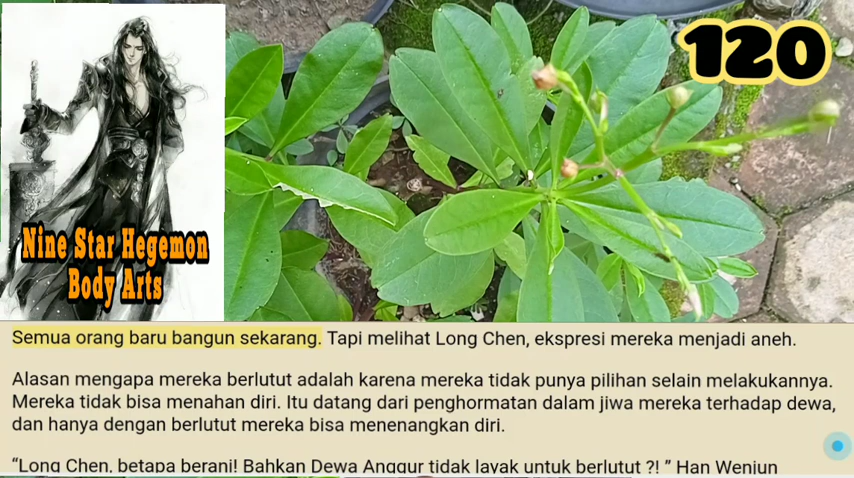 120
Nine Star Hegemon
Body Arts
Semua orang baru bangun sekarang. Tapi melihat Long Chen, ekspresi mereka menjadi aneh.
Alasan mengapa mereka berlutut adalah karena mereka tidak punya pilihan selain melakukannya.
Mereka tidak bisa menahan diri. Itu datang dari penghormatan dalam jiwa mereka terhadap dewa,
dan hanya dengan berlutut mereka bisa menenangkan diri.
“Long Chen, betapa berani! Bahkan Dewa Anggur tidak layak untuk berlutut ?! ” Han Wenjun